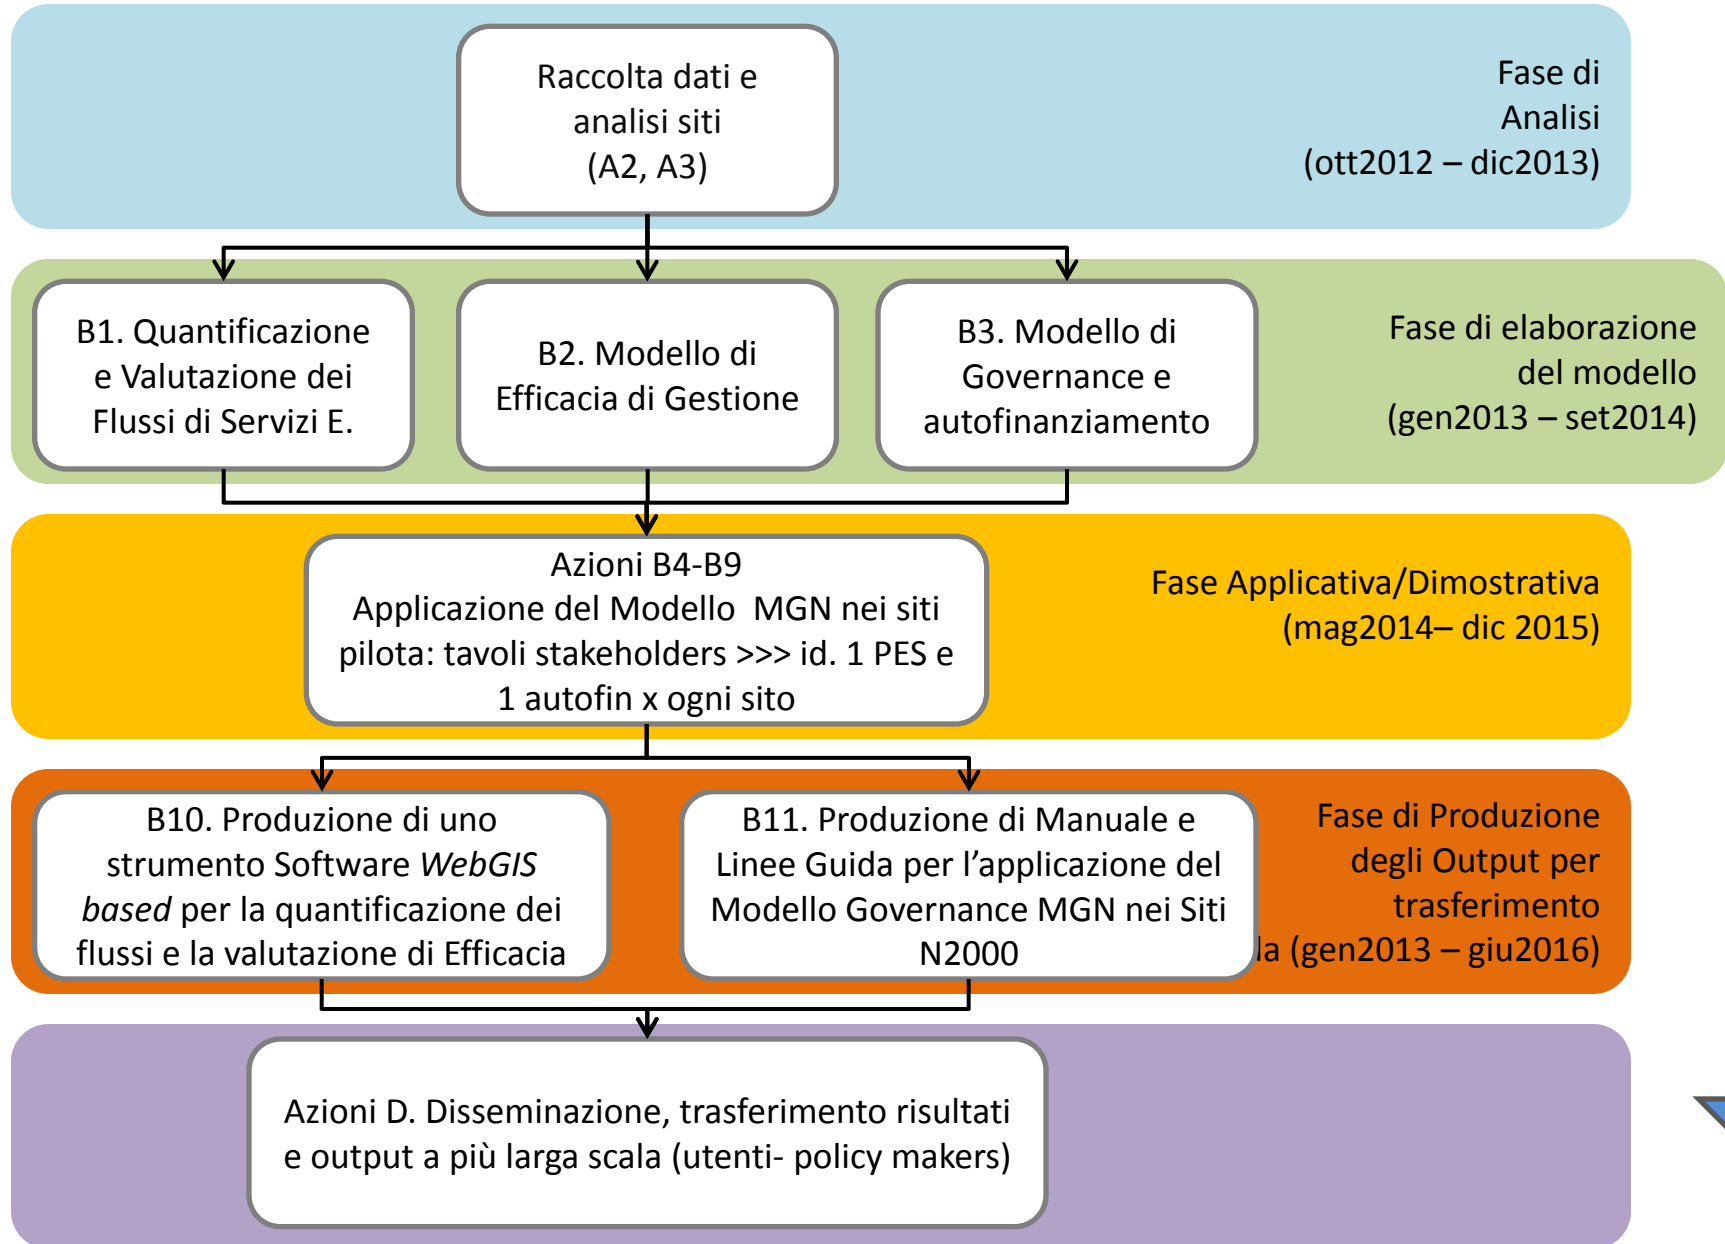 Raccolta dati e
analisi siti
(A2, A3)
Fase di
Analisi
(ott2012 – dic2013)
B1. Quantificazione
e Valutazione dei
Flussi di Servizi E.
B2. Modello di
Efficacia di Gestione
B3. Modello di
Governance e
autofinanziamento
Fase di elaborazione
del modello
(gen2013 – set2014)
Azioni B4-B9
Applicazione del Modello  MGN nei siti
pilota: tavoli stakeholders >>> id. 1 PES e
1 autofin x ogni sito
Fase Applicativa/Dimostrativa
(mag2014– dic 2015)
B10. Produzione di uno
strumento Software WebGIS
based per la quantificazione dei
flussi e la valutazione di Efficacia
B11. Produzione di Manuale e
Linee Guida per l’applicazione del
Modello Governance MGN nei Siti
N2000
Fase di Produzione
degli Output per
trasferimento
la (gen2013 – giu2016)
Azioni D. Disseminazione, trasferimento risultati
e output a più larga scala (utenti- policy makers)